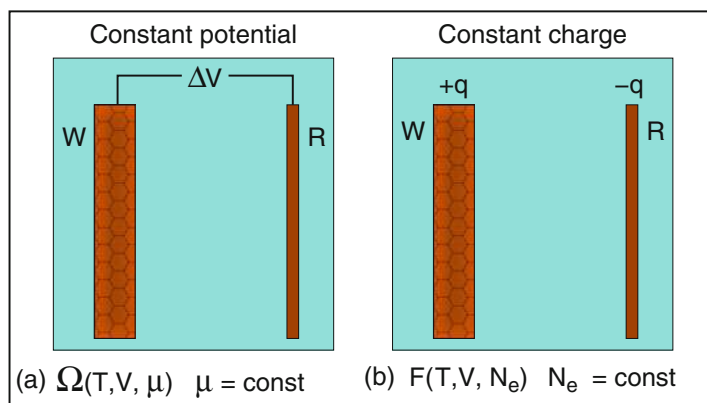 Constant potential
Constant charge
ΔV
W
R
+q
−q
W
R
(a) Ω(T,V, μ) μ = const
(b) F(T,V, Nₑ) Nₑ = const